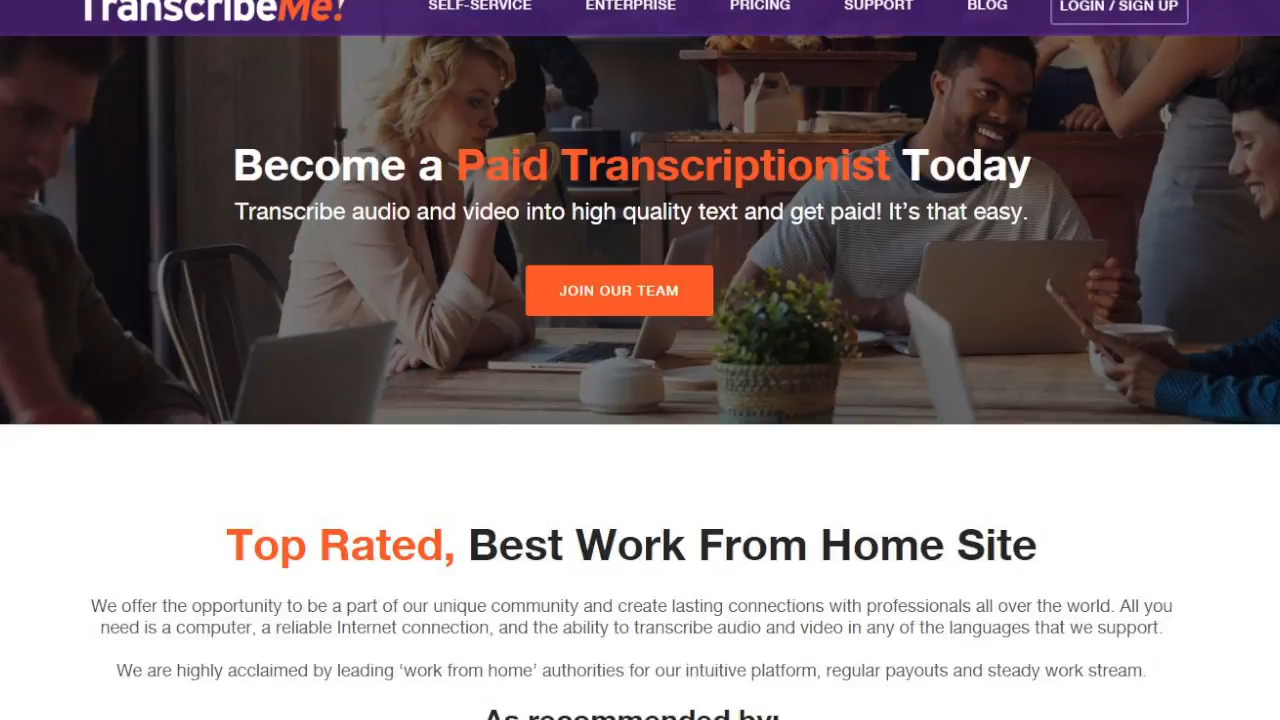 TranscribeMe!
SELF-SERVICE ENTERPRISE PRICING SUPPORT BLOG LOGIN / SIGN UP
Become a Paid Transcriptionist Today
Transcribe audio and video into high quality text and get paid! It’s that easy.
JOIN OUR TEAM
Top Rated, Best Work From Home Site
We offer the opportunity to be a part of our unique community and create lasting connections with professionals all over the world. All you
need is a computer, a reliable Internet connection, and the ability to transcribe audio and video in any of the languages that we support.
We are highly acclaimed by leading ‘work from home’ authorities for our intuitive platform, regular payouts and steady work stream.
As recommended by: